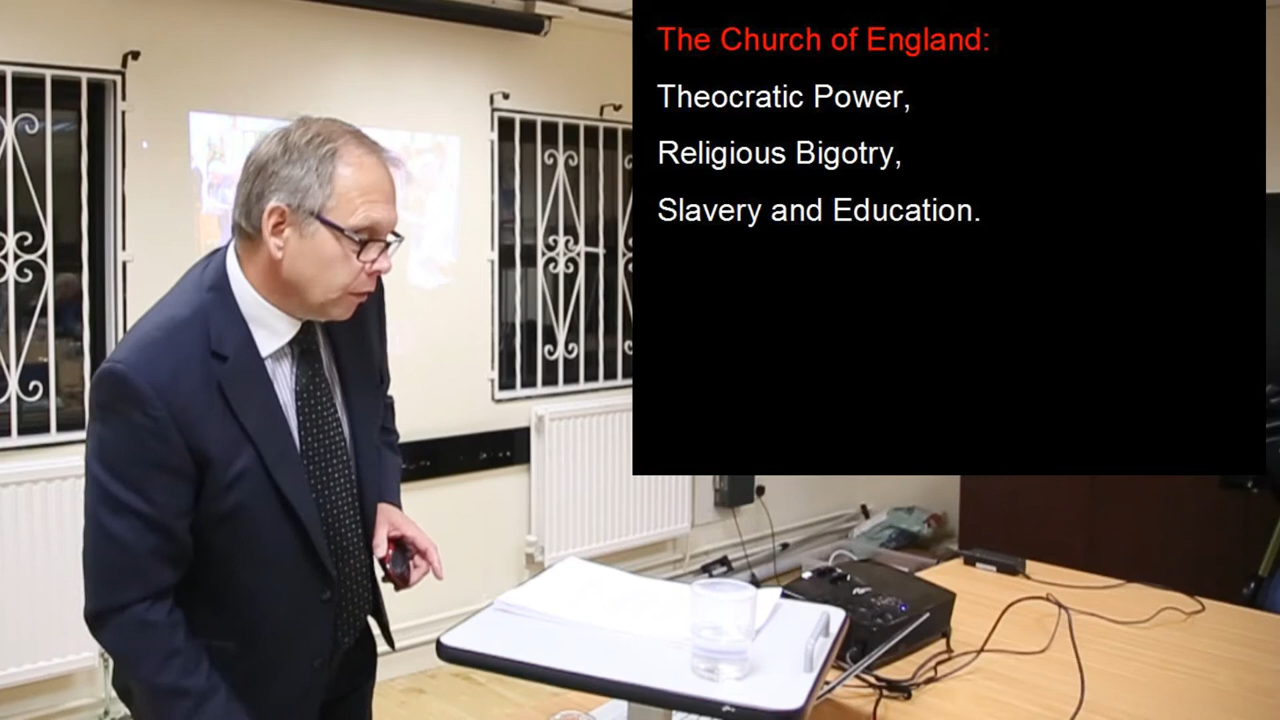 The Church of England:
Theocratic Power,
Religious Bigotry,
Slavery and Education.